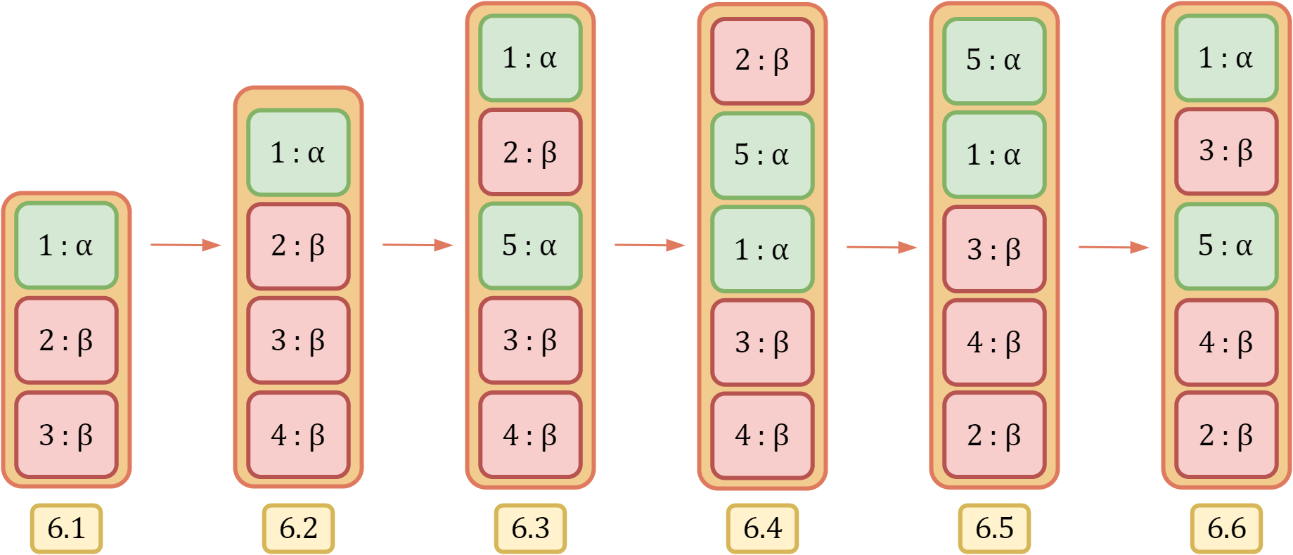 1 : α
2 : β
3 : β
6.1
1 : α
2 : β
3 : β
4 : β
6.2
1 : α
2 : β
5 : α
3 : β
4 : β
6.3
2 : β
5 : α
1 : α
3 : β
4 : β
6.4
5 : α
1 : α
3 : β
4 : β
2 : β
6.5
1 : α
3 : β
5 : α
4 : β
2 : β
6.6